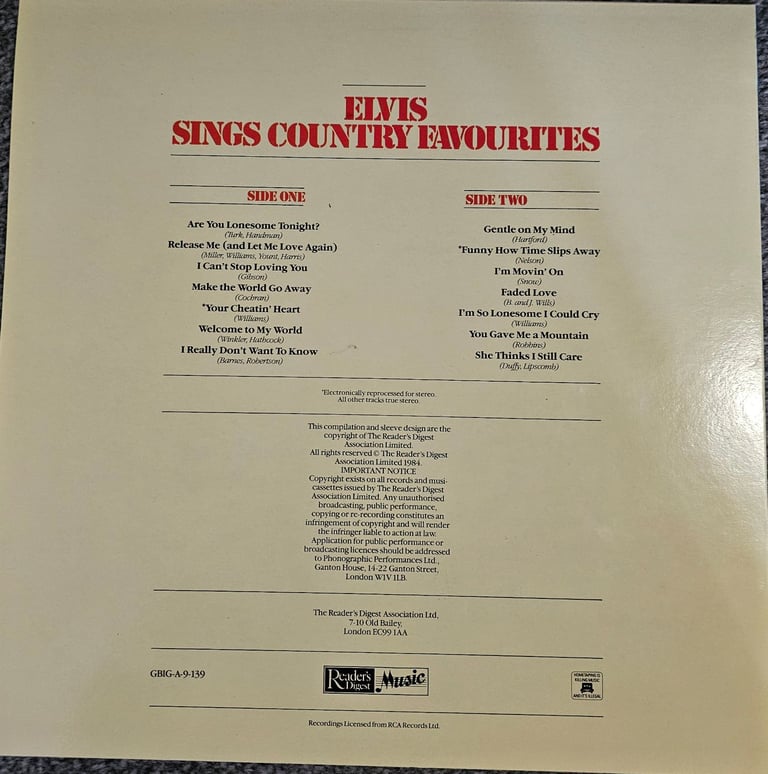 ELVIS
SINGS COUNTRY FAVOURITES
SIDE ONE
Are You Lonesome Tonight?
(Turk, Handman)
Release Me (and Let Me Love Again)
(Miller, Williams, Yount, Harris)
I Can't Stop Loving You
(Gibson)
Make the World Go Away
(Cochran)
*Your Cheatin' Heart
(Williams)
Welcome to My World
(Winkler, Hathcock)
I Really Don't Want To Know
(Barnes, Robertson)
SIDE TWO
Gentle on My Mind
(Hartford)
*Funny How Time Slips Away
(Nelson)
I'm Movin' On
(Snow)
Faded Love
(B. and J. Wills)
I'm So Lonesome I Could Cry
(Williams)
You Gave Me a Mountain
(Robbins)
She Thinks I Still Care
(Duffy, Lipscomb)
*Electronically reprocessed for stereo.
All other tracks true stereo.
This compilation and sleeve design are the
copyright of The Reader's Digest
Association Limited.
All rights reserved © The Reader's Digest
Association Limited 1984.
IMPORTANT NOTICE
Copyright exists on all records and musi-
cassettes issued by The Reader's Digest
Association Limited. Any unauthorised
broadcasting, public performance,
copying or re-recording constitutes an
infringement of copyright and will render
the infringer liable to action at law.
Application for public performance or
broadcasting licences should be addressed
to Phonographic Performances Ltd.,
Ganton House, 14-22 Ganton Street,
London W1V 1LB.
The Reader's Digest Association Ltd,
7-10 Old Bailey,
London EC99 1AA
GBIG-A-9-139
Reader's
Digest
Music
HOME TAPING IS
KILLING MUSIC
AND IT'S ILLEGAL
Recordings Licensed from RCA Records Ltd.